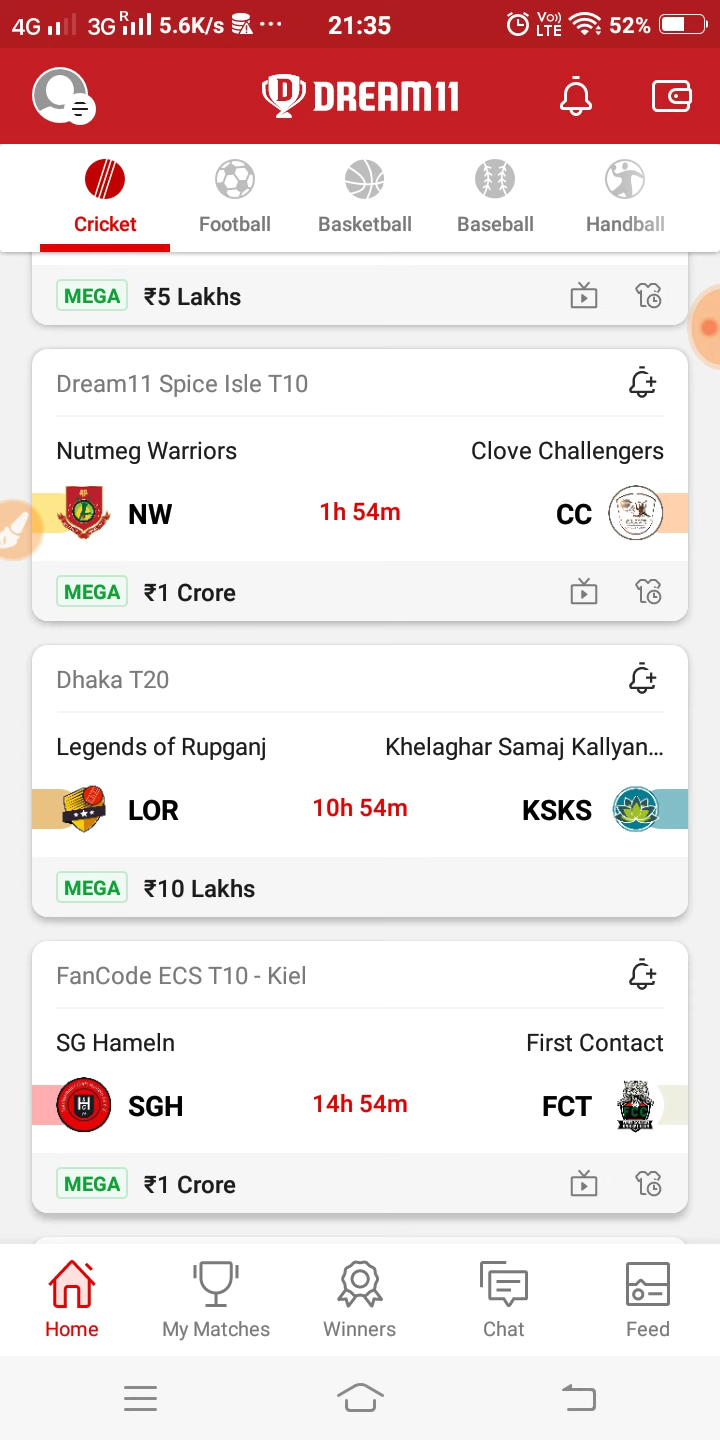 4G 3G R 5.6K/s ... 21:35 Vo)) LTE 52%
DREAM11
Cricket Football Basketball Baseball Handball
MEGA ₹5 Lakhs
Dream11 Spice Isle T10
Nutmeg Warriors Clove Challengers
NW 1h 54m CC
MEGA ₹1 Crore
Dhaka T20
Legends of Rupganj Khelaghar Samaj Kallyan...
LOR 10h 54m KSKS
MEGA ₹10 Lakhs
FanCode ECS T10 - Kiel
SG Hameln First Contact
SGH 14h 54m FCT
MEGA ₹1 Crore
Home My Matches Winners Chat Feed